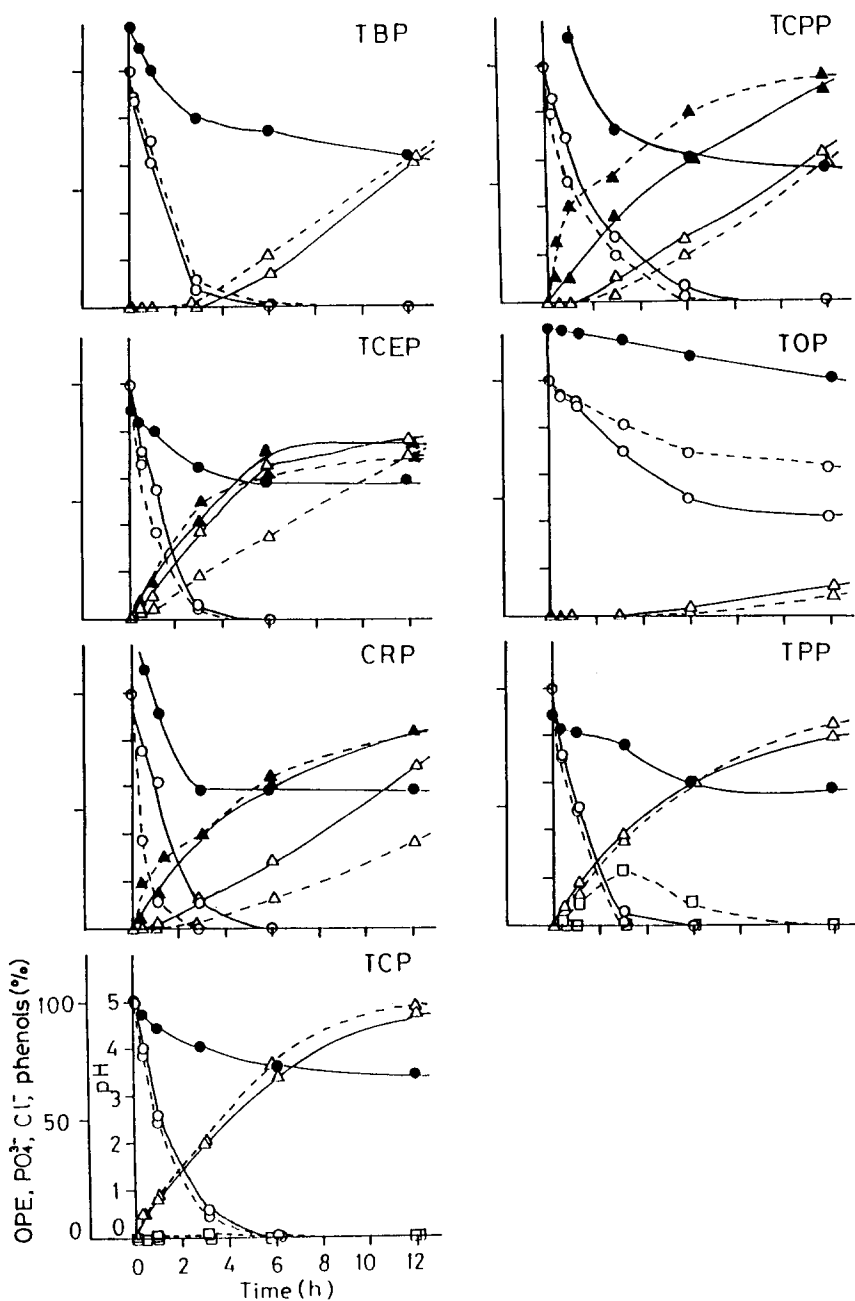 TBP
TCPP
TCEP
TOP
CRP
TPP
TCP
OPE, PO₄³⁻, Cl⁻, phenols (%)
100
50
0
pH
5
4
3
2
1
0
0 2 4 6 8 10 12
Time (h)